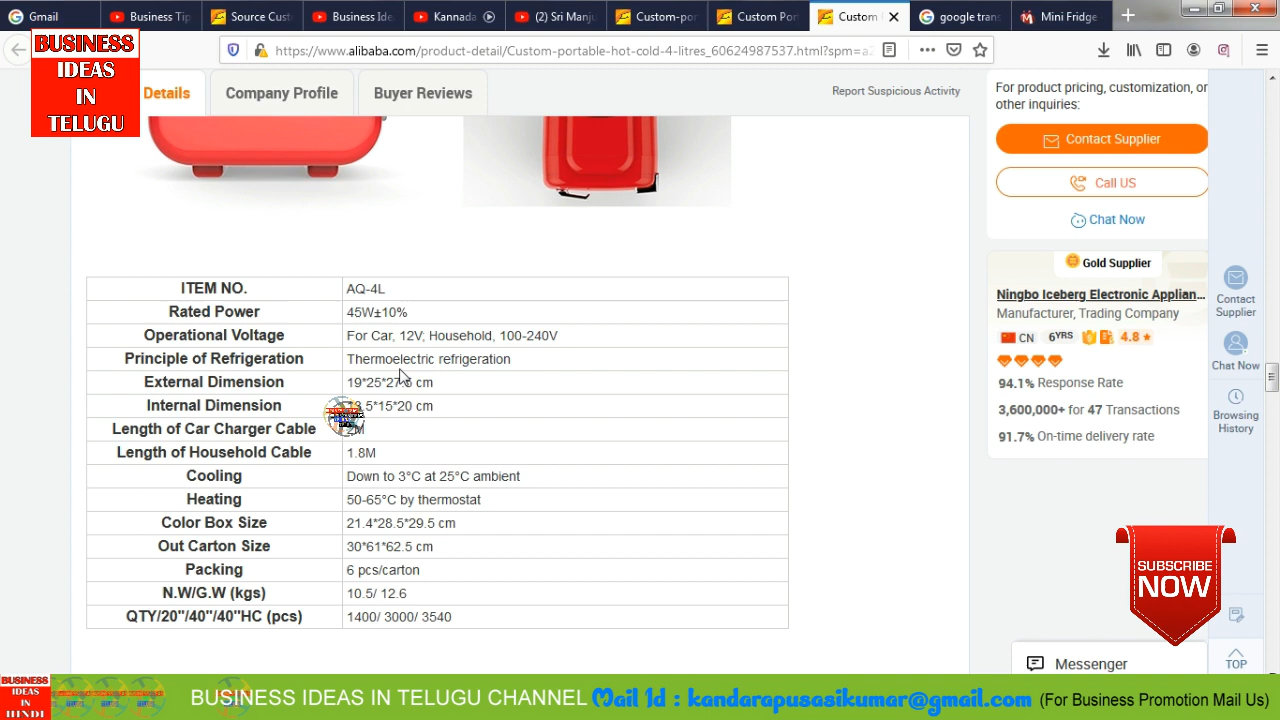 Gmail
Business Tip
Source Cust
Business Ide
Kannada
(2) Sri Manju
Custom-por
Custom Por
Custom
google trans
Mini Fridge
https://www.alibaba.com/product-detail/Custom-portable-hot-cold-4-litres_60624987537.html?spm=a2
BUSINESS
IDEAS
IN
TELUGU
Details
Company Profile
Buyer Reviews
Report Suspicious Activity
For product pricing, customization, or
other inquiries:
Contact Supplier
Call US
Chat Now
Gold Supplier
Ningbo Iceberg Electronic Applian...
Manufacturer, Trading Company
CN 6YRS 4.8
94.1% Response Rate
3,600,000+ for 47 Transactions
91.7% On-time delivery rate
Contact
Supplier
Chat Now
Browsing
History
ITEM NO. AQ-4L
Rated Power 45W±10%
Operational Voltage For Car, 12V; Household, 100-240V
Principle of Refrigeration Thermoelectric refrigeration
External Dimension 19*25*27.5 cm
Internal Dimension .5*15*20 cm
Length of Car Charger Cable 2M
Length of Household Cable 1.8M
Cooling Down to 3°C at 25°C ambient
Heating 50-65°C by thermostat
Color Box Size 21.4*28.5*29.5 cm
Out Carton Size 30*61*62.5 cm
Packing 6 pcs/carton
N.W/G.W (kgs) 10.5/ 12.6
QTY/20"/40"/40"HC (pcs) 1400/ 3000/ 3540
SUBSCRIBE
NOW
TOP
Messenger
BUSINESS
IDEAS
IN
HINDI
BUSINESS IDEAS IN TELUGU CHANNEL Mail Id : kandarapusasikumar@gmail.com (For Business Promotion Mail Us)